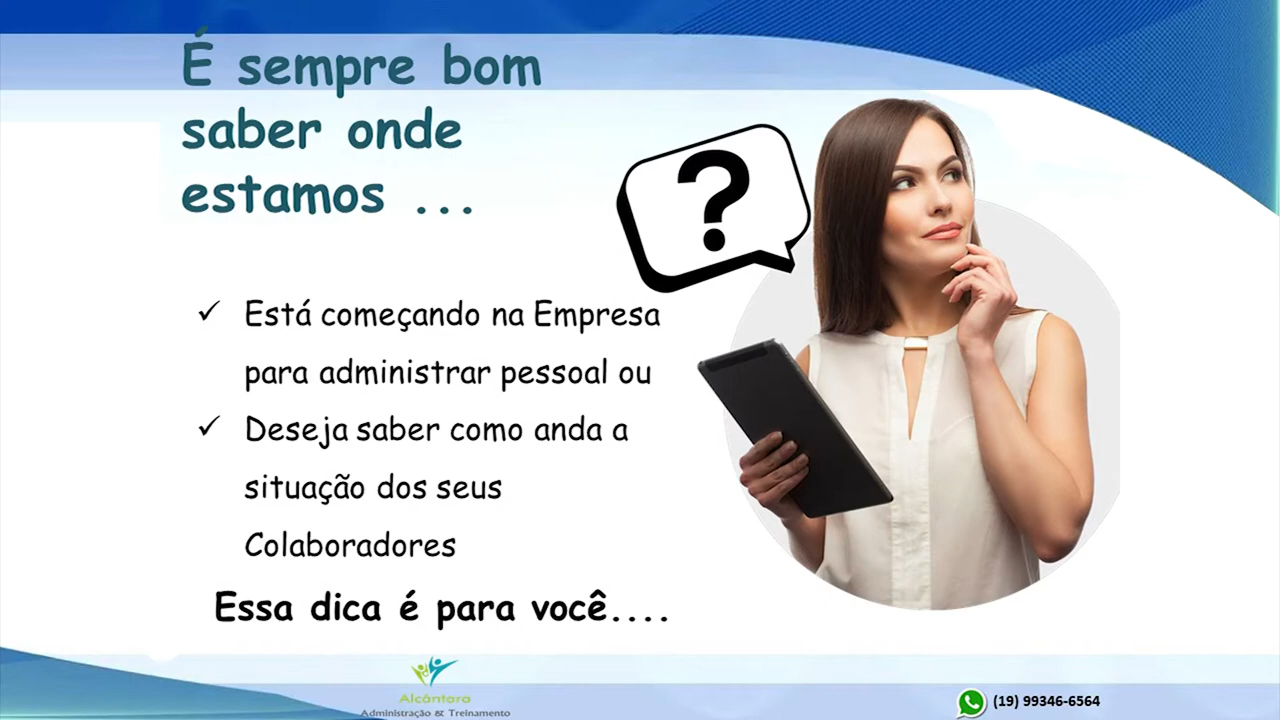 É sempre bom
saber onde
estamos ...
?
✓ Está começando na Empresa
para administrar pessoal ou
✓ Deseja saber como anda a
situação dos seus
Colaboradores
Essa dica é para você....
Alcântara
Administração & Treinamento
(19) 99346-6564